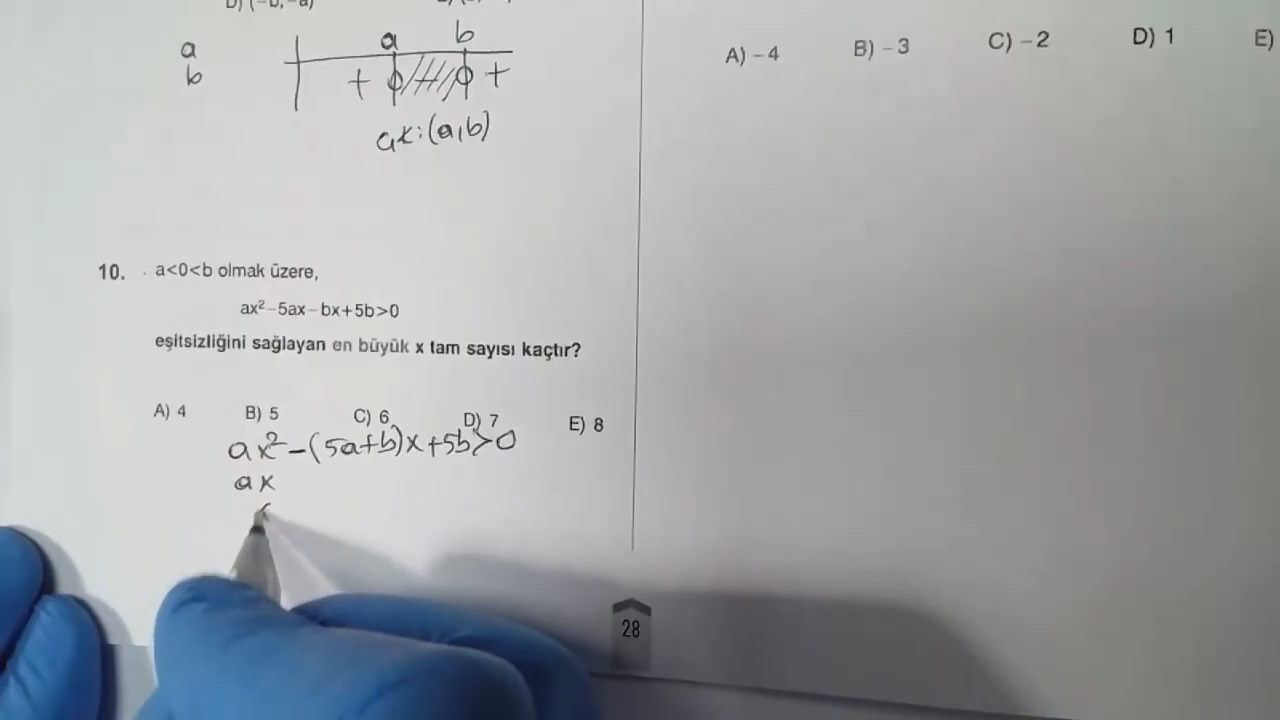 a
b
a b
+ +
ak:(a,b)
10. a<0<b olmak üzere,
ax²-5ax-bx+5b>0
eşitsizliğini sağlayan en büyük x tam sayısı kaçtır?
A) 4 B) 5 C) 6 D) 7 E) 8
ax²-(5a+b)x+5b>0
ax
A) -4 B) -3 C) -2 D) 1 E)
28